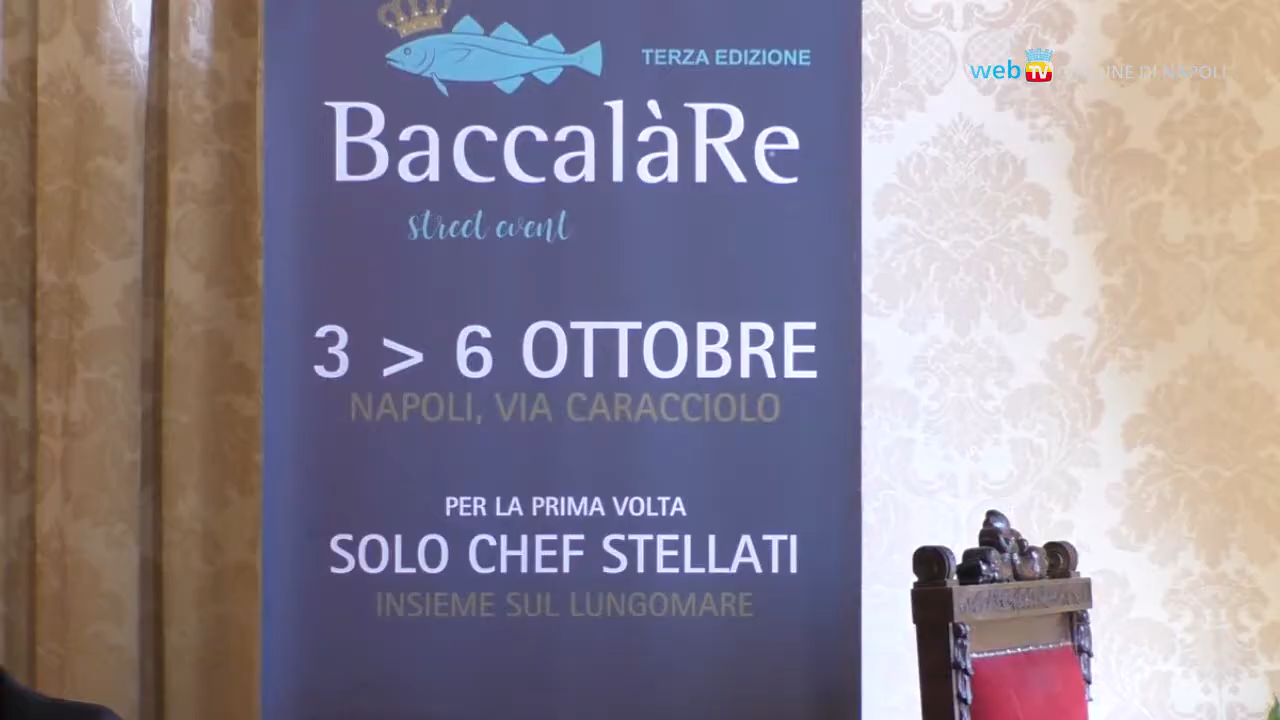 TERZA EDIZIONE
BaccalàRe
street event
3 > 6 OTTOBRE
NAPOLI, VIA CARACCIOLO
PER LA PRIMA VOLTA
SOLO CHEF STELLATI
INSIEME SUL LUNGOMARE
web TV COMUNE DI NAPOLI